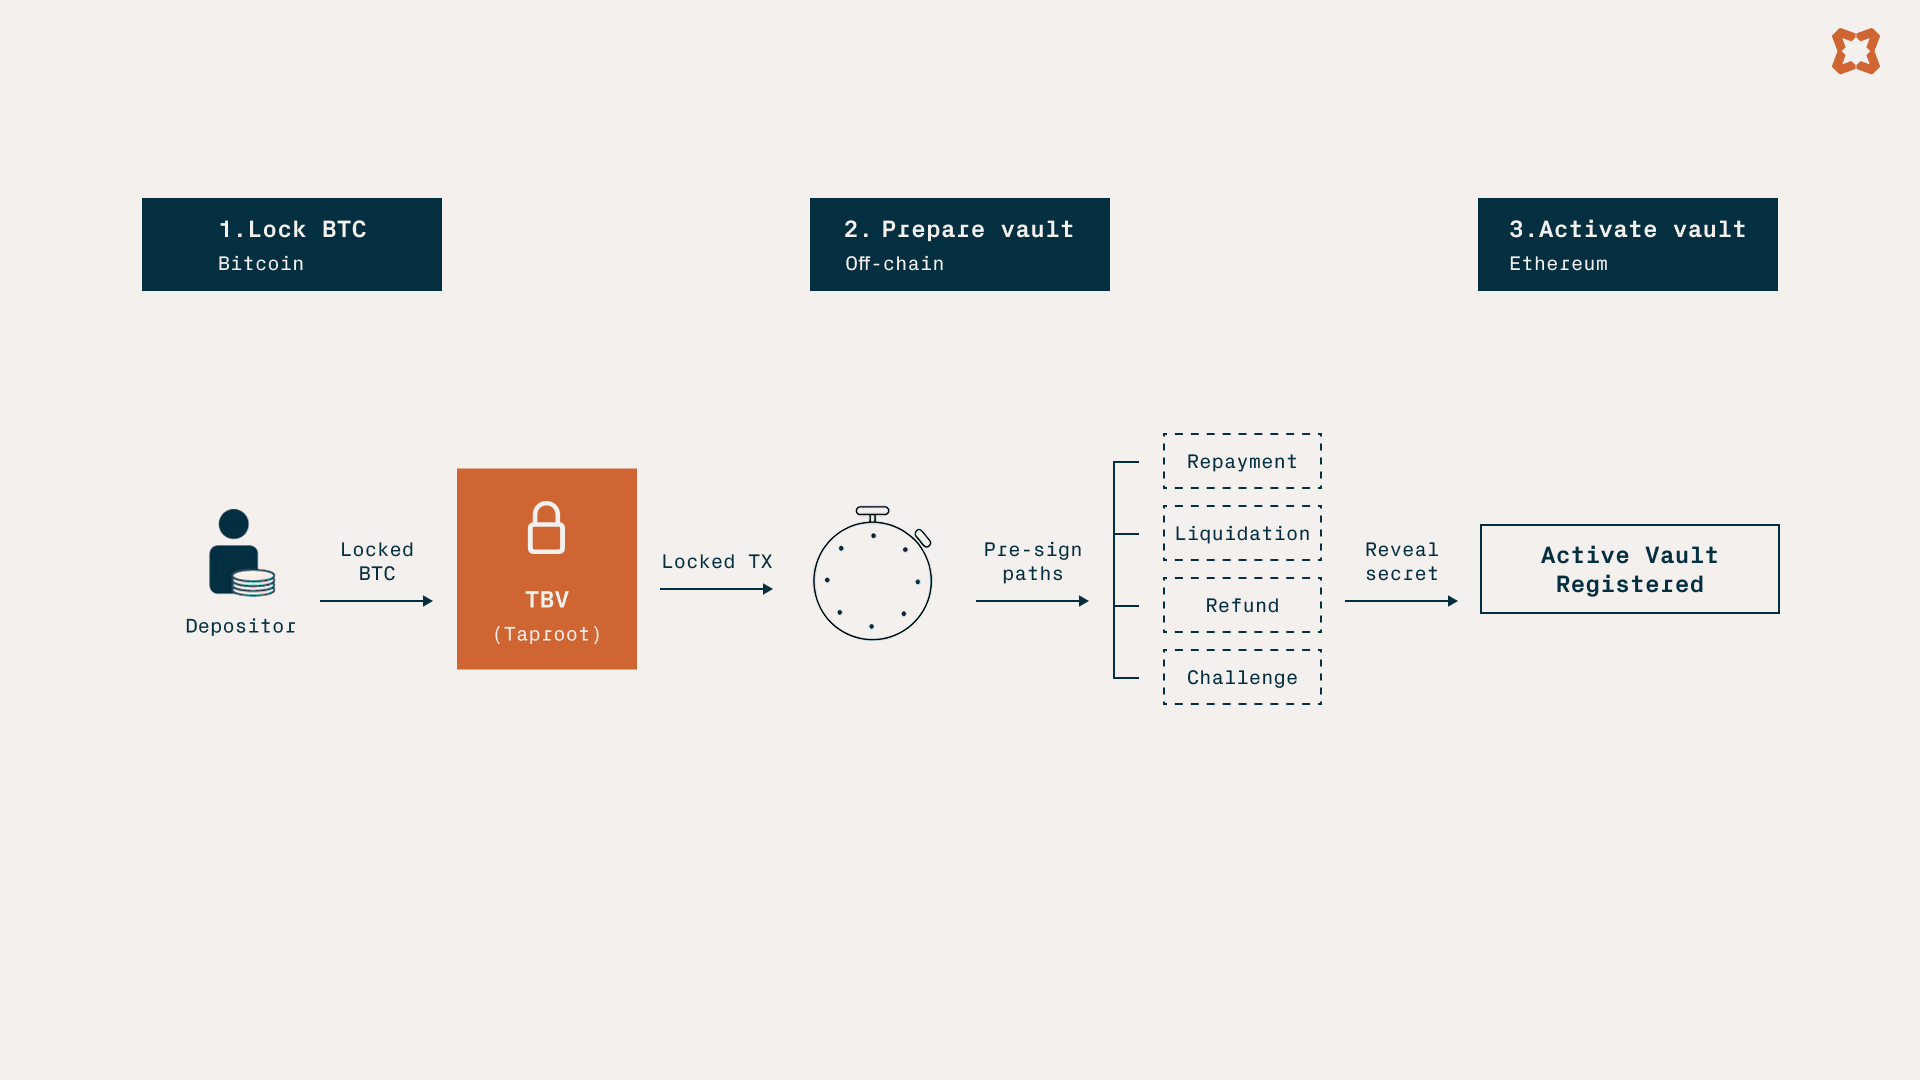 1.Lock BTC
Bitcoin
2. Prepare vault
Off-chain
3.Activate vault
Ethereum
Depositor
Locked
BTC
TBV
(Taproot)
Locked TX
Pre-sign
paths
Repayment
Liquidation
Refund
Challenge
Reveal
secret
Active Vault
Registered